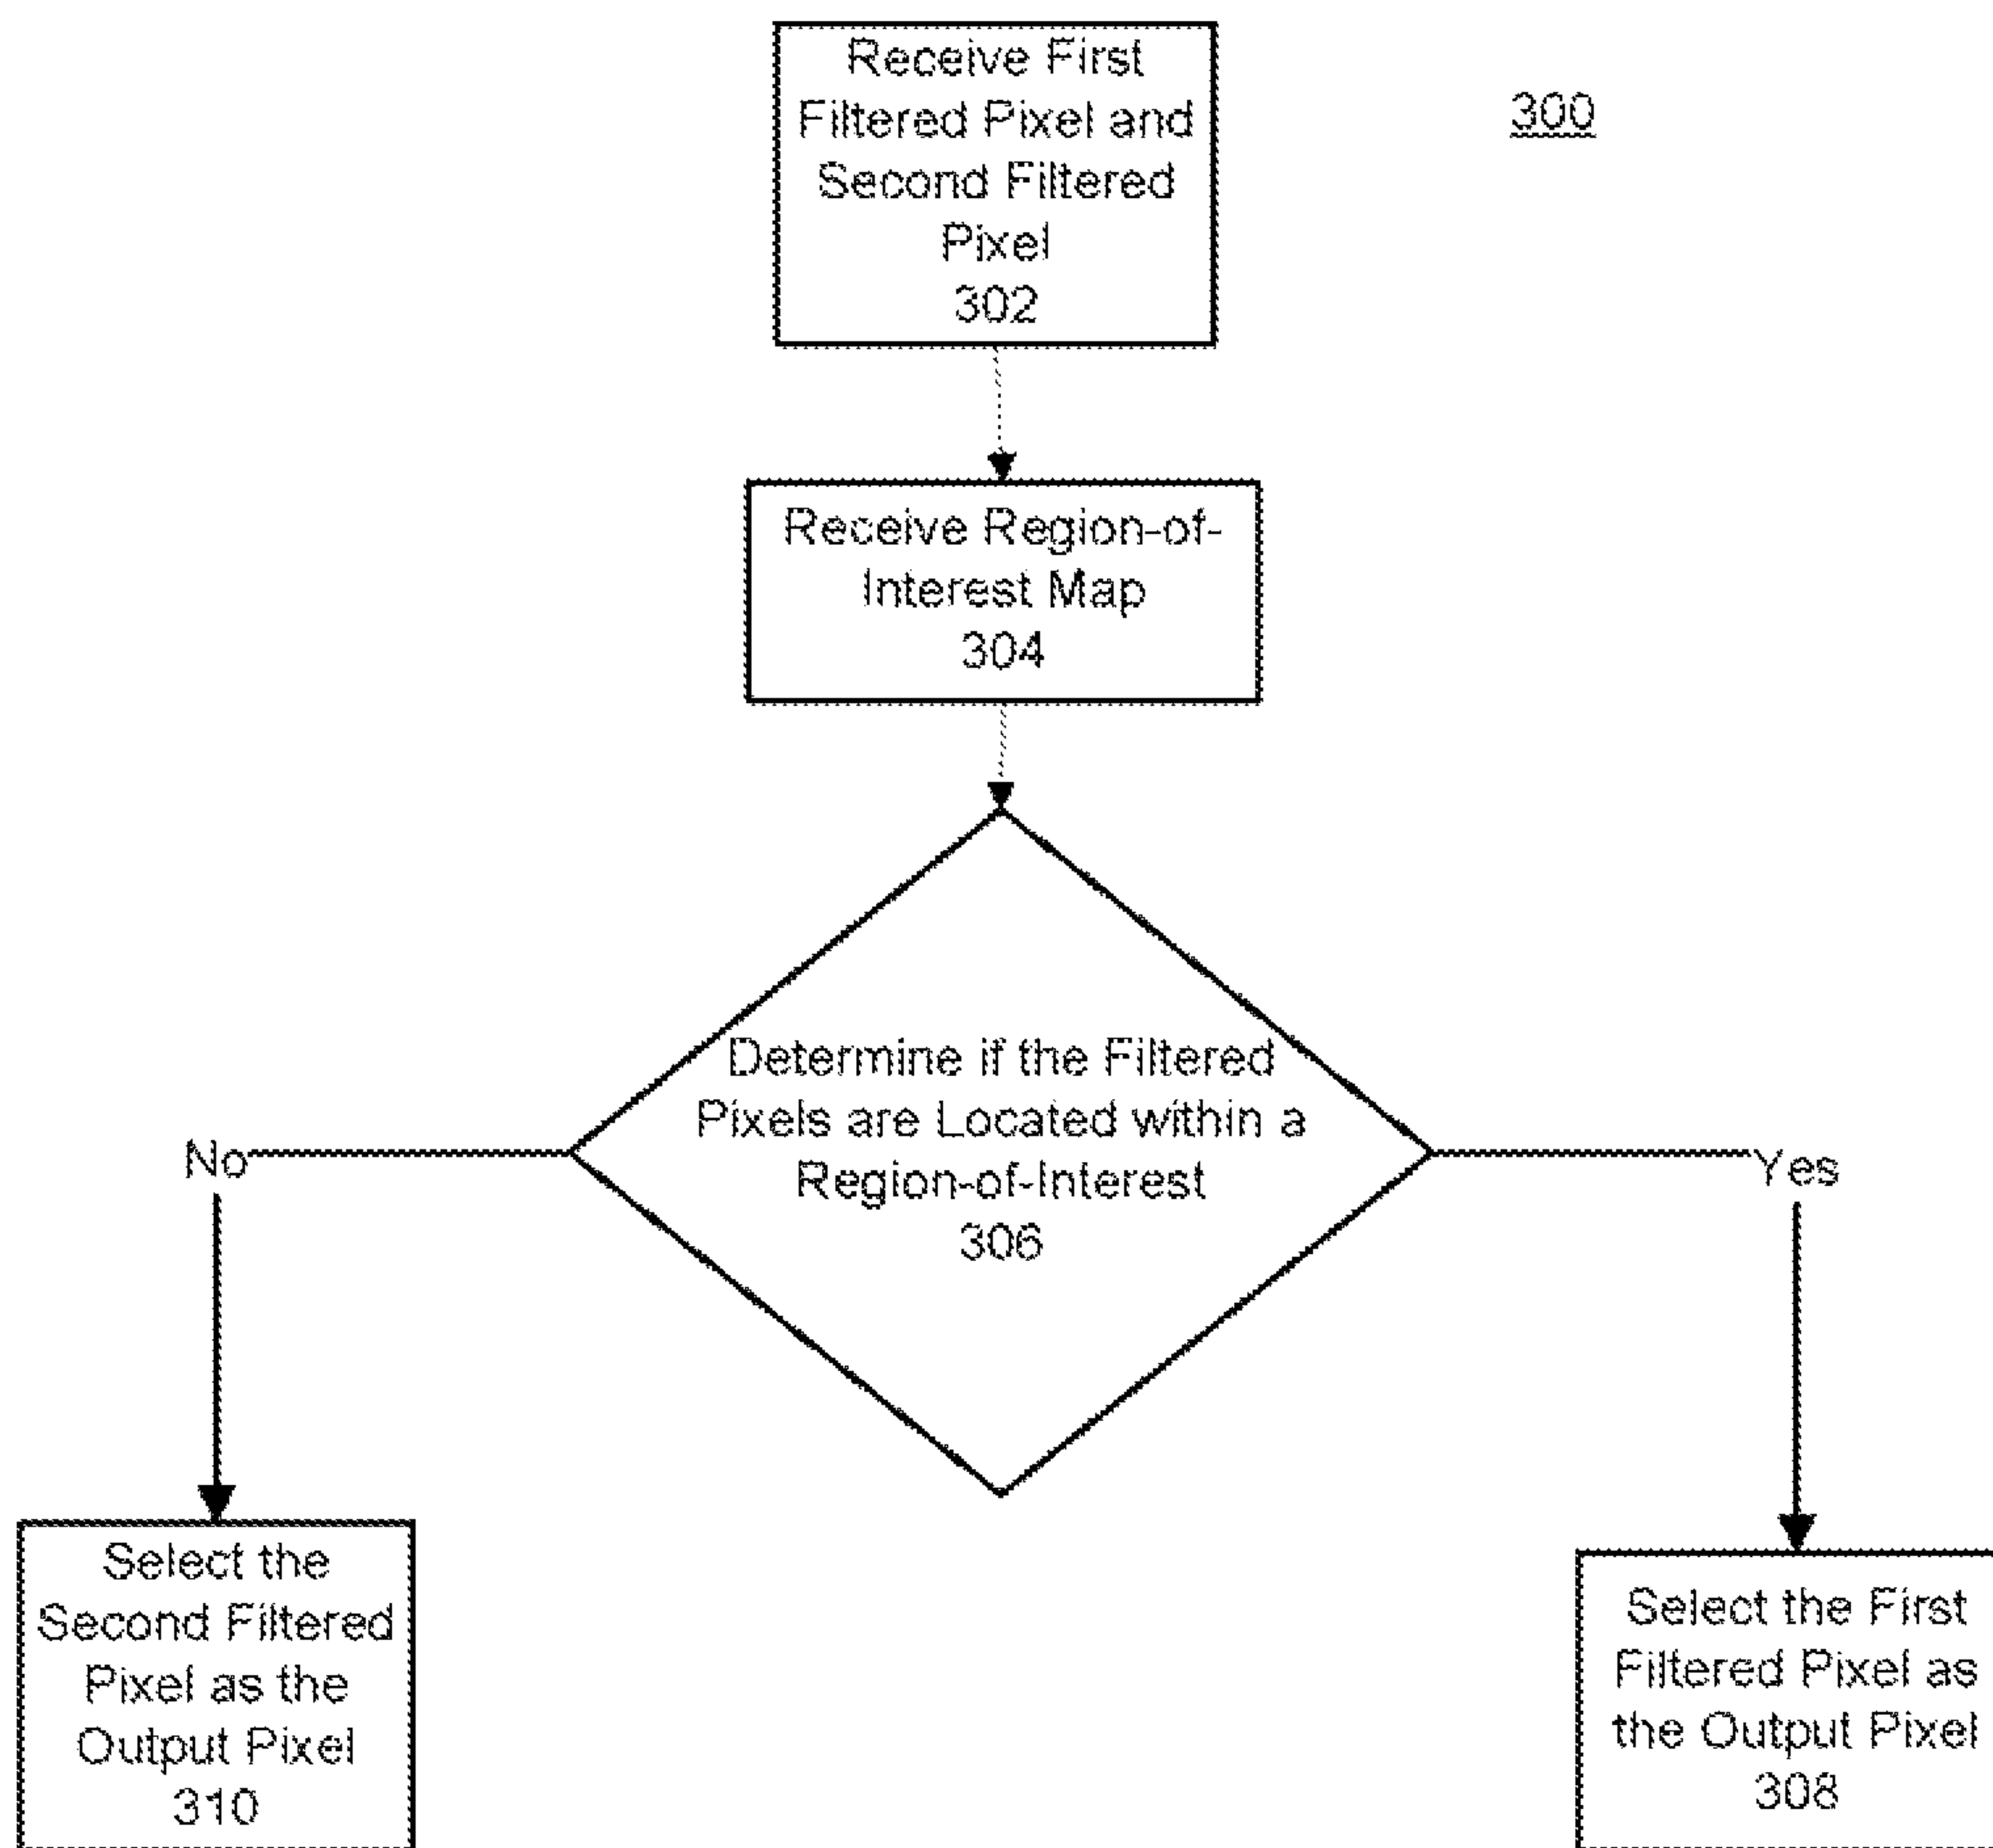 Receive First
Filtered Pixel and
Second Filtered
Pixel
302
300
Receive Region-of-
Interest Map
304
Determine if the Filtered
Pixels are Located within a
Region-of-Interest
306
No
Yes
Select the
Second Filtered
Pixel as the
Output Pixel
310
Select the First
Filtered Pixel as
the Output Pixel
308